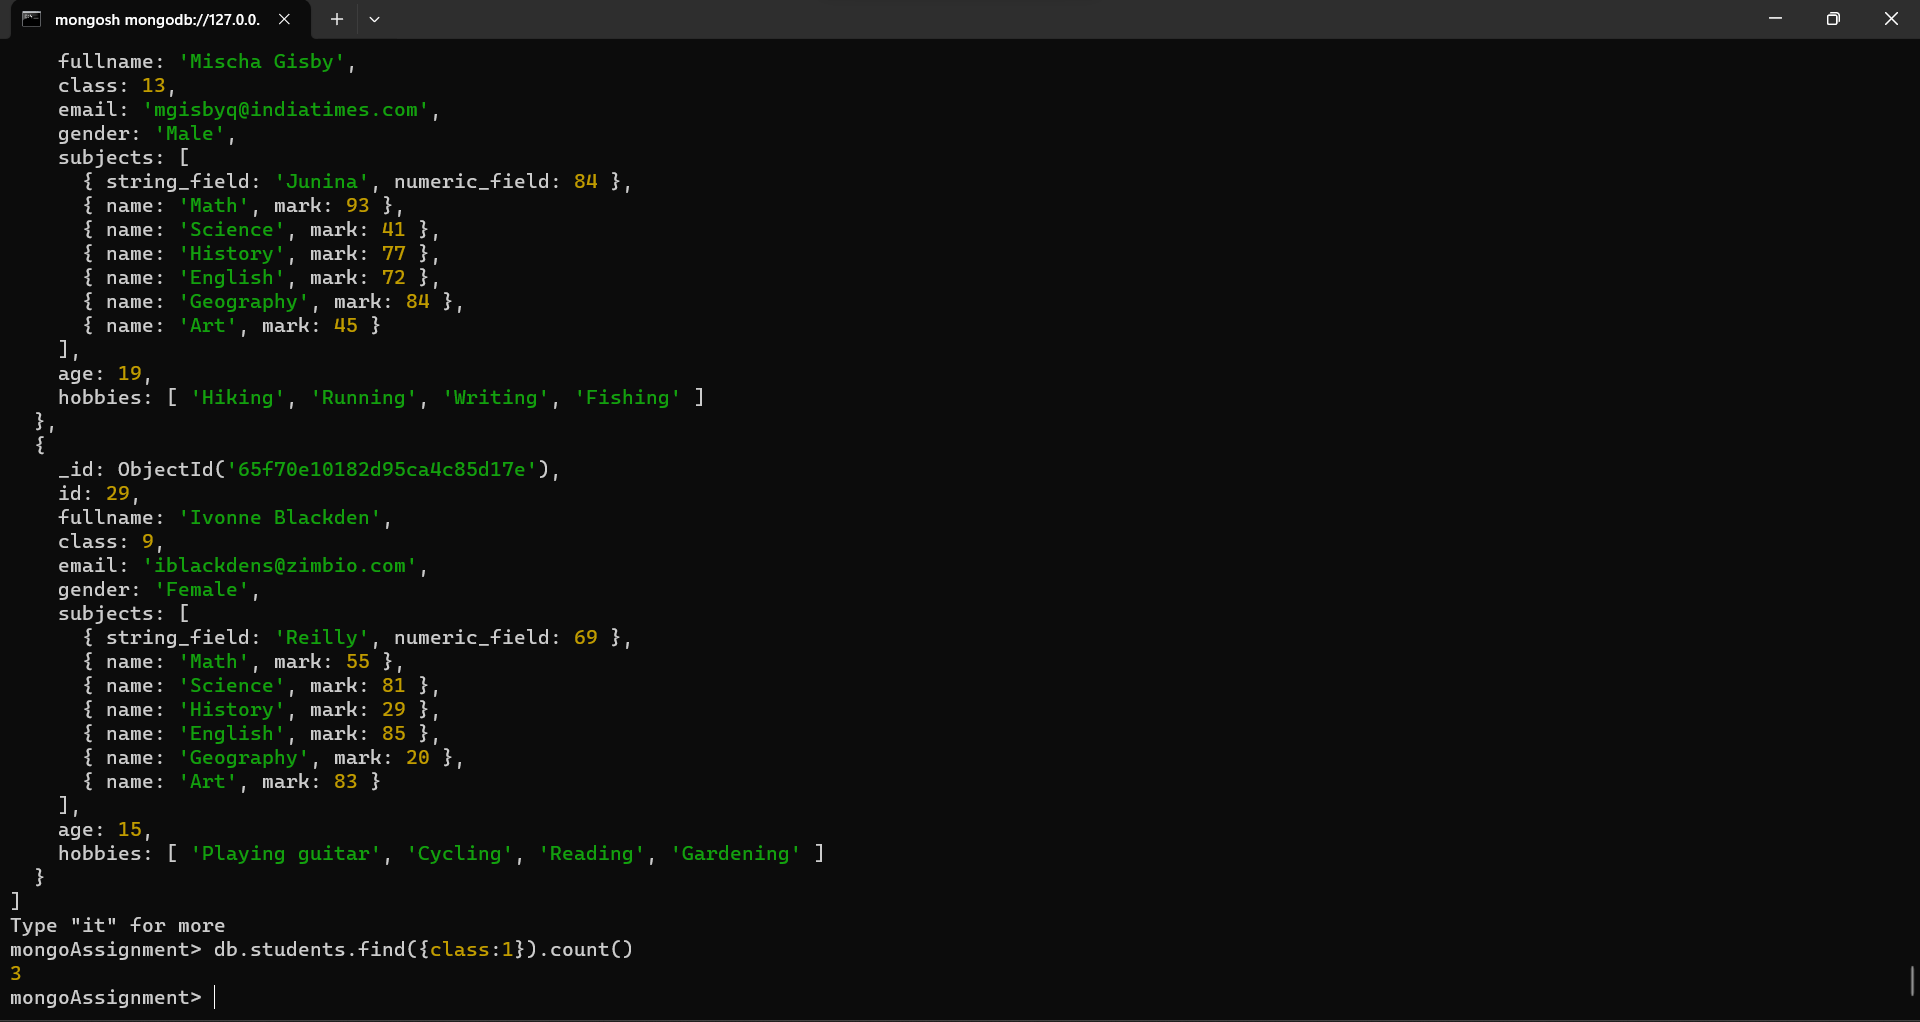 mongosh mongodb://127.0.0.
    fullname: 'Mischa Gisby',
    class: 13,
    email: 'mgisbyq@indiatimes.com',
    gender: 'Male',
    subjects: [
      { string_field: 'Junina', numeric_field: 84 },
      { name: 'Math', mark: 93 },
      { name: 'Science', mark: 41 },
      { name: 'History', mark: 77 },
      { name: 'English', mark: 72 },
      { name: 'Geography', mark: 84 },
      { name: 'Art', mark: 45 }
    ],
    age: 19,
    hobbies: [ 'Hiking', 'Running', 'Writing', 'Fishing' ]
  },
  {
    _id: ObjectId('65f70e10182d95ca4c85d17e'),
    id: 29,
    fullname: 'Ivonne Blackden',
    class: 9,
    email: 'iblackdens@zimbio.com',
    gender: 'Female',
    subjects: [
      { string_field: 'Reilly', numeric_field: 69 },
      { name: 'Math', mark: 55 },
      { name: 'Science', mark: 81 },
      { name: 'History', mark: 29 },
      { name: 'English', mark: 85 },
      { name: 'Geography', mark: 20 },
      { name: 'Art', mark: 83 }
    ],
    age: 15,
    hobbies: [ 'Playing guitar', 'Cycling', 'Reading', 'Gardening' ]
  }
]
Type "it" for more
mongoAssignment> db.students.find({class:1}).count()
3
mongoAssignment>